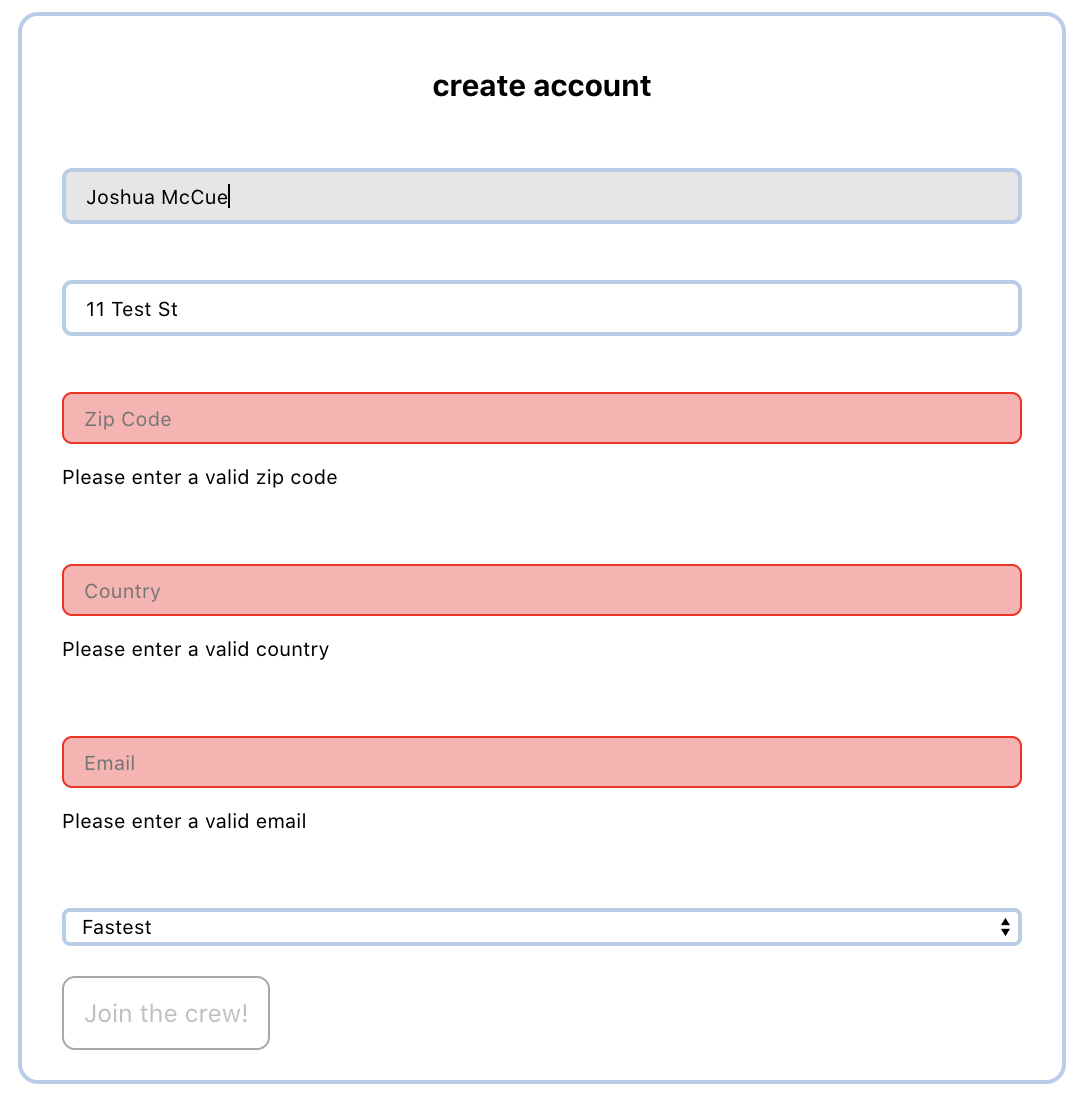 create account
Joshua McCue
11 Test St
Zip Code
Please enter a valid zip code
Country
Please enter a valid country
Email
Please enter a valid email
Fastest
Join the crew!